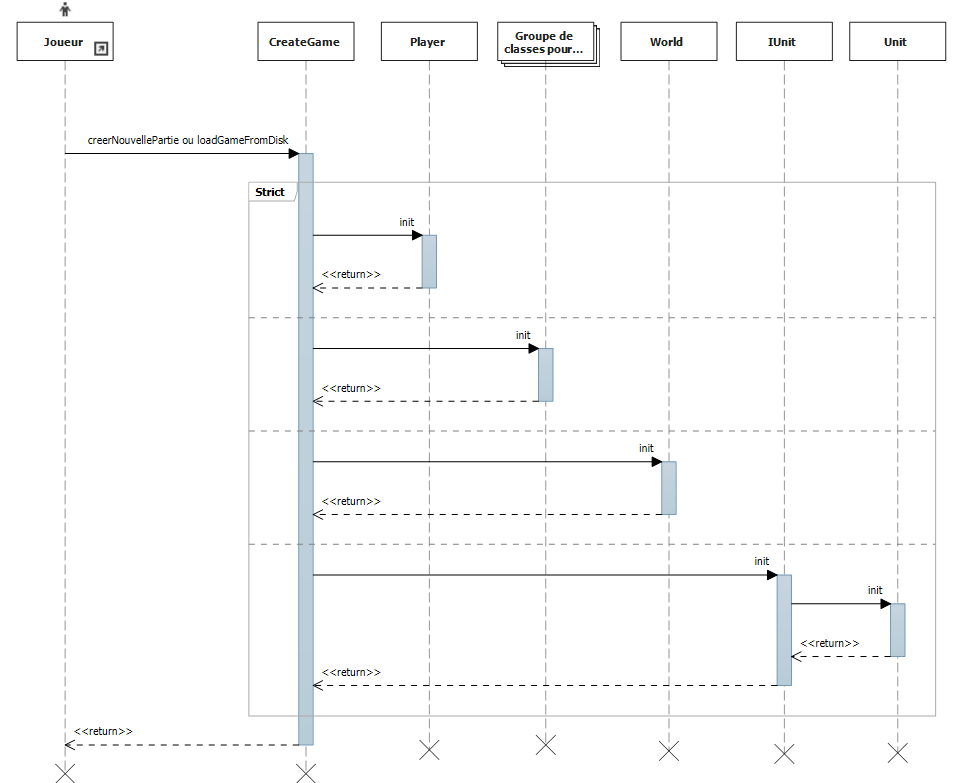 Joueur
CreateGame
Player
Groupe de
classes pour...
World
IUnit
Unit
creerNouvellePartie ou loadGameFromDisk
Strict
init
<<return>>
init
<<return>>
init
<<return>>
init
init
<<return>>
<<return>>
<<return>>